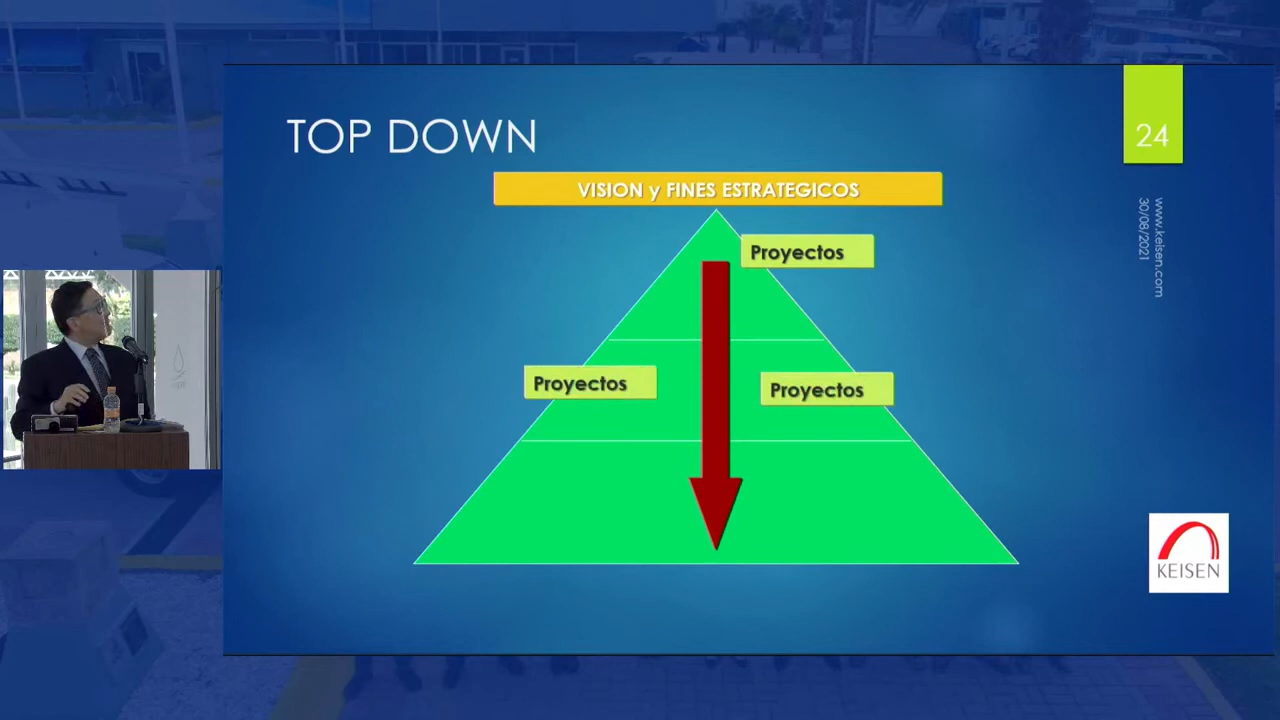 TOP DOWN
24
VISION y FINES ESTRATEGICOS
Proyectos
Proyectos
Proyectos
www.keisen.com
30/08/2021
KEISEN